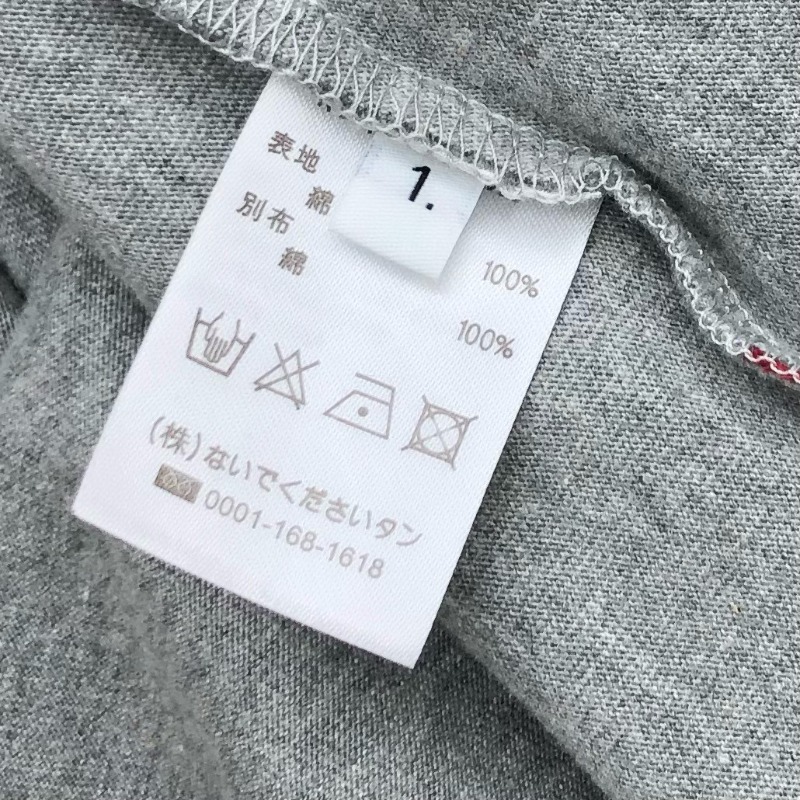 1.
表地
綿 100%
別布
綿 100%
(株)ないでくださいタン
0001-168-1618